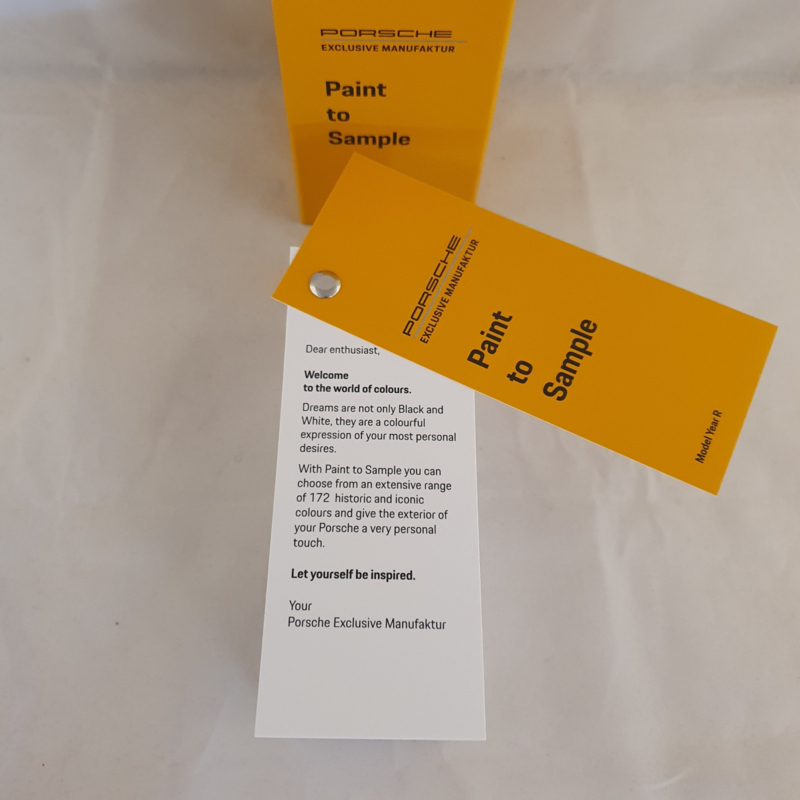 PORSCHE
EXCLUSIVE MANUFAKTUR
Paint
to
Sample
PORSCHE
EXCLUSIVE MANUFAKTUR
Paint
to
Sample
Model Year R
Dear enthusiast,
Welcome
to the world of colours.
Dreams are not only Black and
White, they are a colourful
expression of your most personal
desires.
With Paint to Sample you can
choose from an extensive range
of 172 historic and iconic
colours and give the exterior of
your Porsche a very personal
touch.
Let yourself be inspired.
Your
Porsche Exclusive Manufaktur